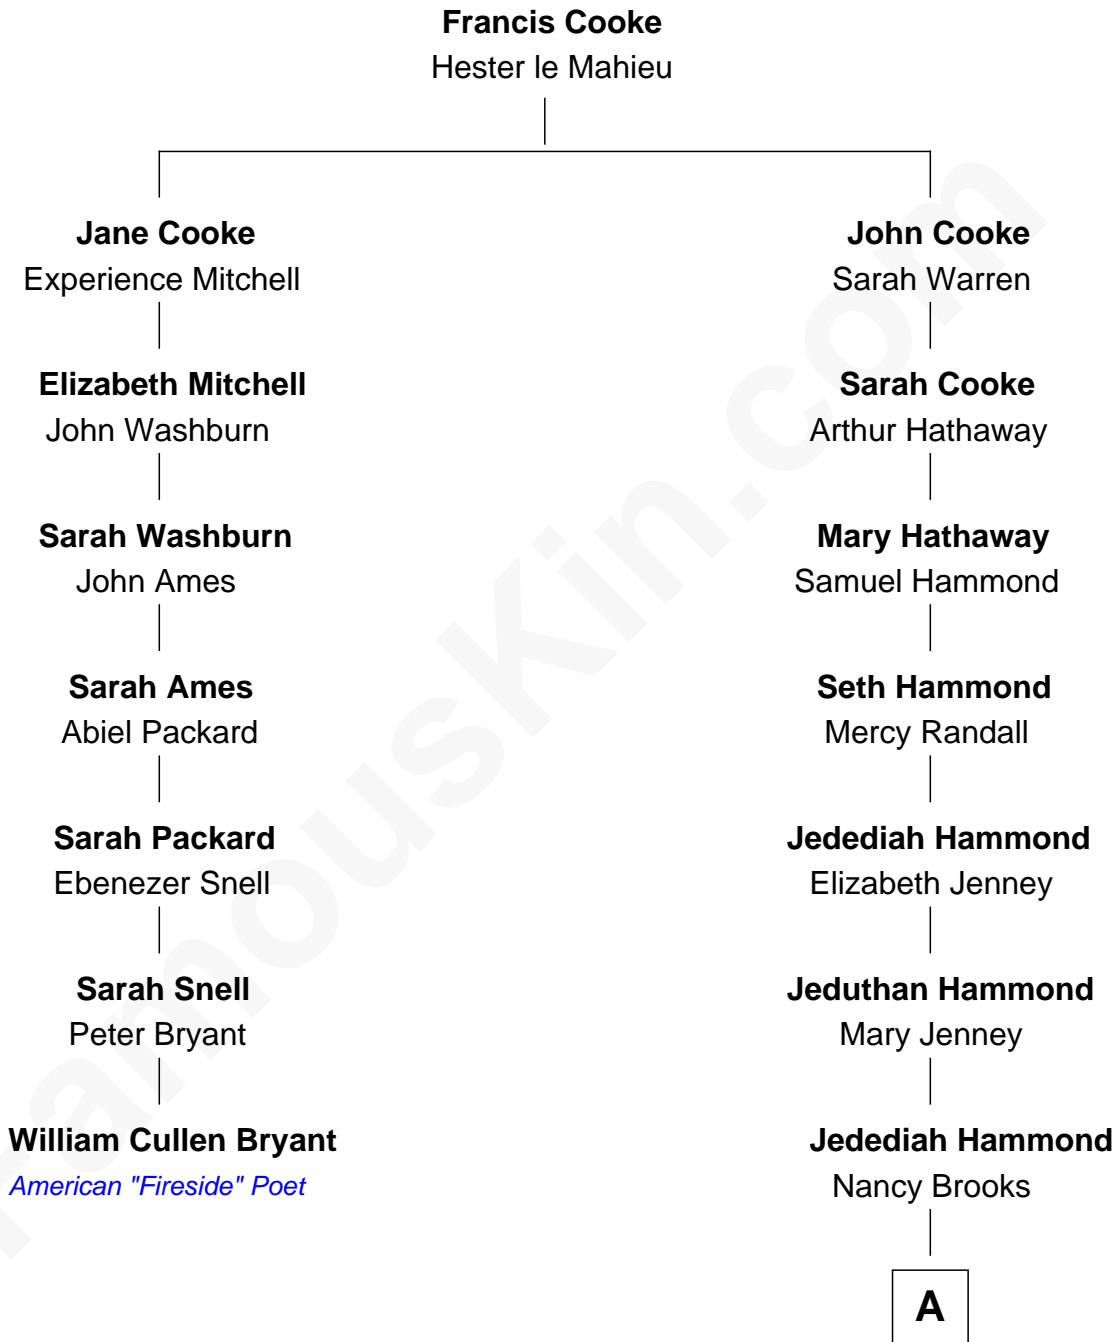 Francis Cooke
Hester le Mahieu
Jane Cooke
Experience Mitchell
Elizabeth Mitchell
John Washburn
Sarah Washburn
John Ames
Sarah Ames
Abiel Packard
Sarah Packard
Ebenezer Snell
Sarah Snell
Peter Bryant
William Cullen Bryant
American "Fireside" Poet
John Cooke
Sarah Warren
Sarah Cooke
Arthur Hathaway
Mary Hathaway
Samuel Hammond
Seth Hammond
Mercy Randall
Jedediah Hammond
Elizabeth Jenney
Jeduthan Hammond
Mary Jenney
Jedediah Hammond
Nancy Brooks
A
FamousKin.com